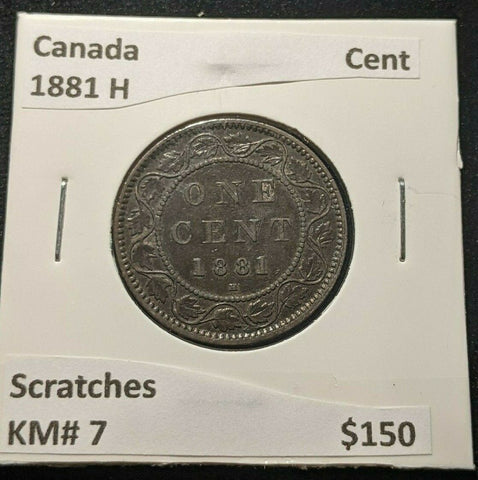 Canada Cent
1881 H
ONE
CENT
1881
H
Scratches
KM# 7 $150